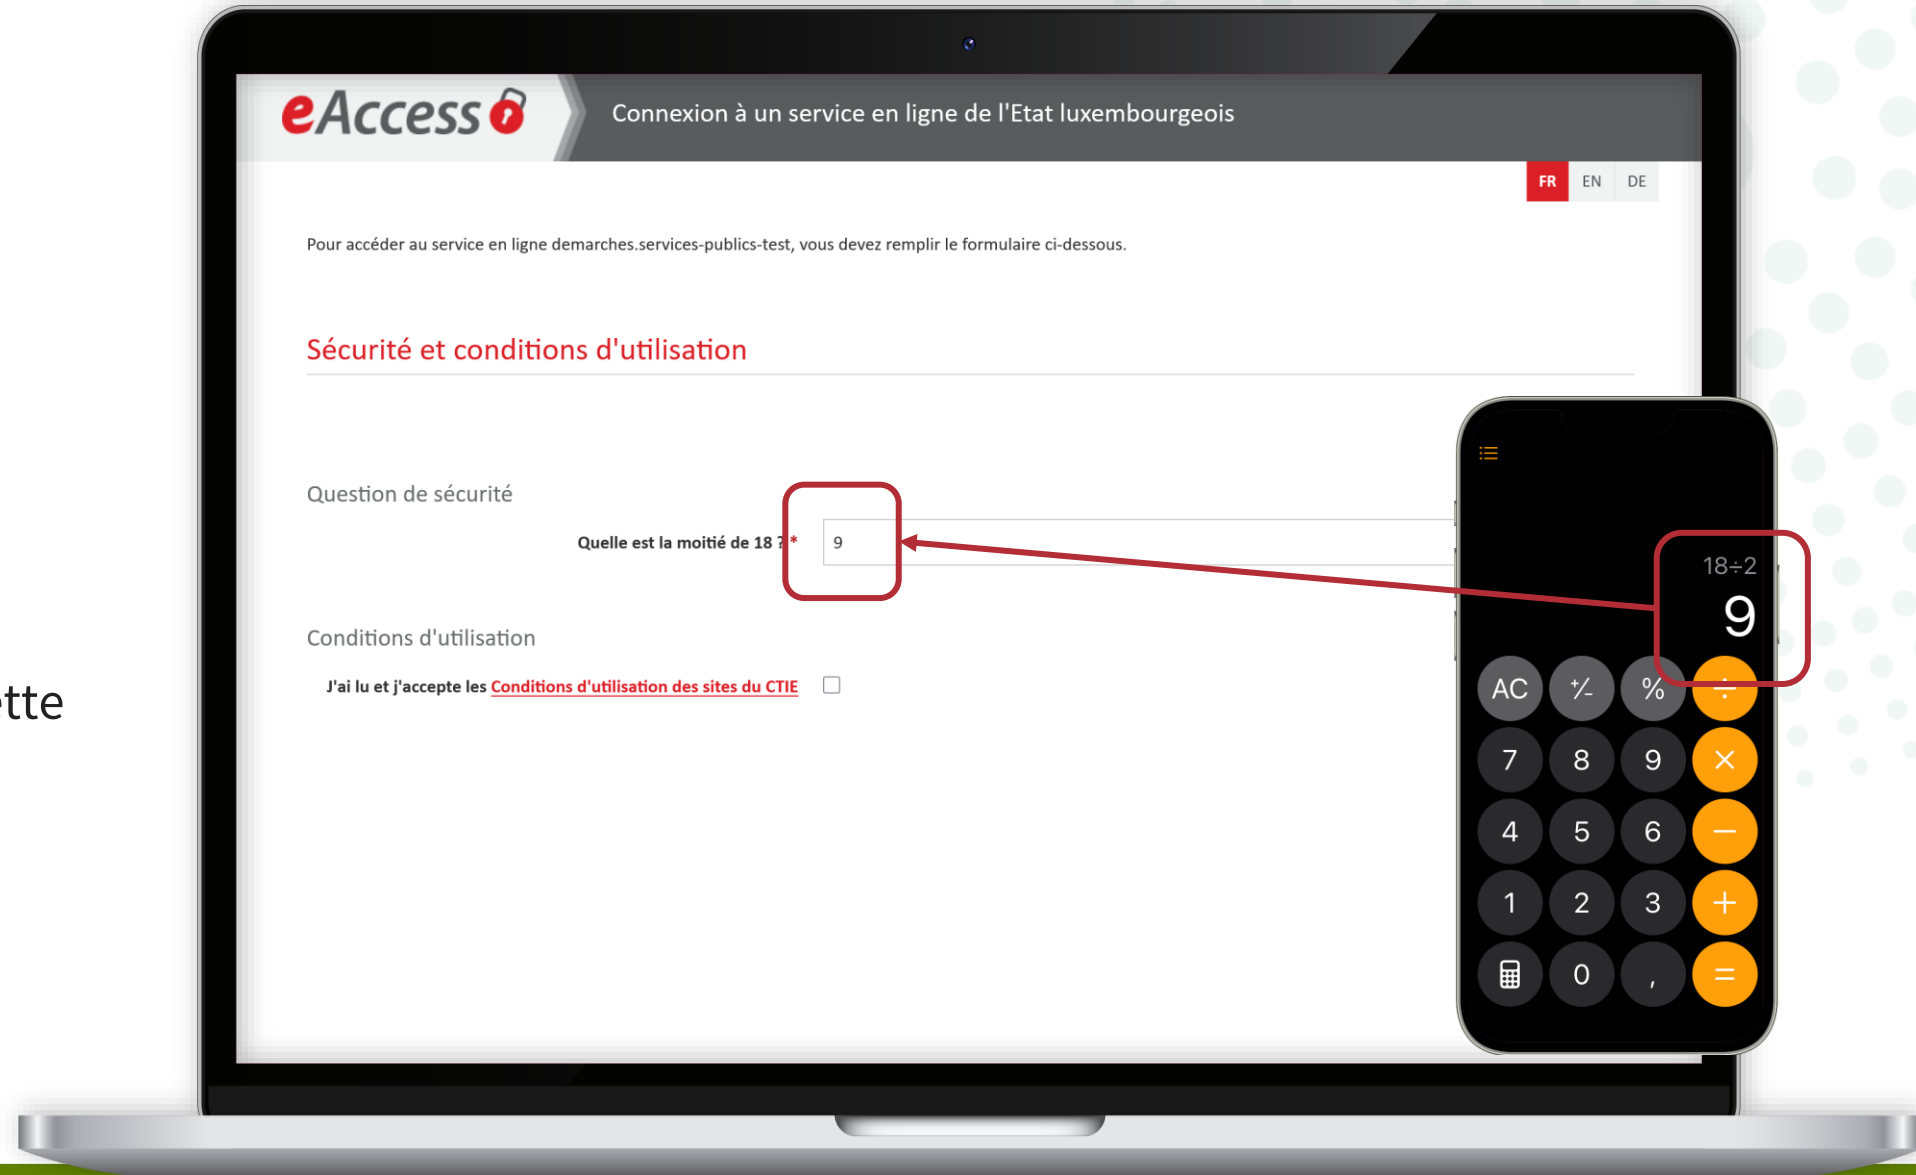 eAccess
Connexion à un service en ligne de l'Etat luxembourgeois
FR EN DE
Pour accéder au service en ligne demarches.services-publics-test, vous devez remplir le formulaire ci-dessous.
Sécurité et conditions d'utilisation
Question de sécurité
Quelle est la moitié de 18 ? * 9
Conditions d'utilisation
J'ai lu et j'accepte les Conditions d'utilisation des sites du CTIE
ette
18÷2
9
AC +/- % ÷
7 8 9 ×
4 5 6 −
1 2 3 +
0 , =